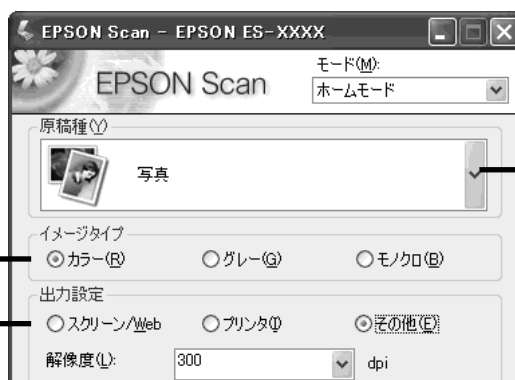 EPSON Scan - EPSON ES-XXXX
EPSON Scan
モード(M):
ホームモード
原稿種(Y)
写真
イメージタイプ
カラー(R) グレー(G) モノクロ(B)
出力設定
スクリーン/Web プリンタ(I) その他(E)
解像度(L): 300 dpi